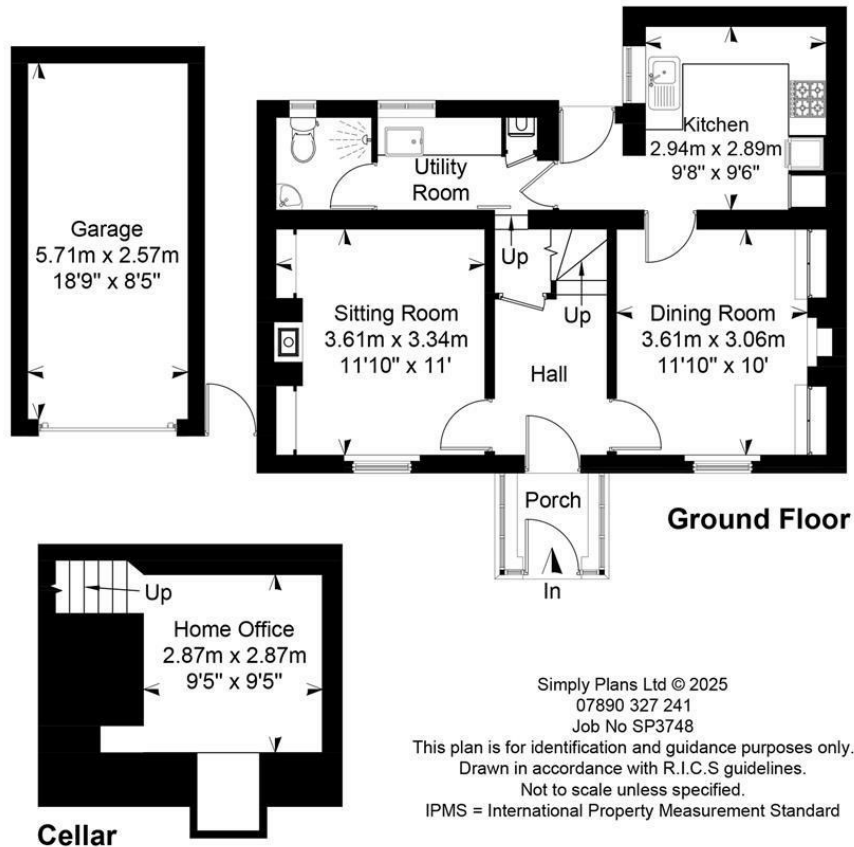 Kitchen
2.94m x 2.89m
9'8" x 9'6"
Utility
Room
Garage
5.71m x 2.57m
18'9" x 8'5"
Up
Up
Sitting Room
3.61m x 3.34m
11'10" x 11'
Hall
Dining Room
3.61m x 3.06m
11'10" x 10'
Porch
In
Ground Floor
Up
Home Office
2.87m x 2.87m
9'5" x 9'5"
Cellar
Simply Plans Ltd © 2025
07890 327 241
Job No SP3748
This plan is for identification and guidance purposes only.
Drawn in accordance with R.I.C.S guidelines.
Not to scale unless specified.
IPMS = International Property Measurement Standard